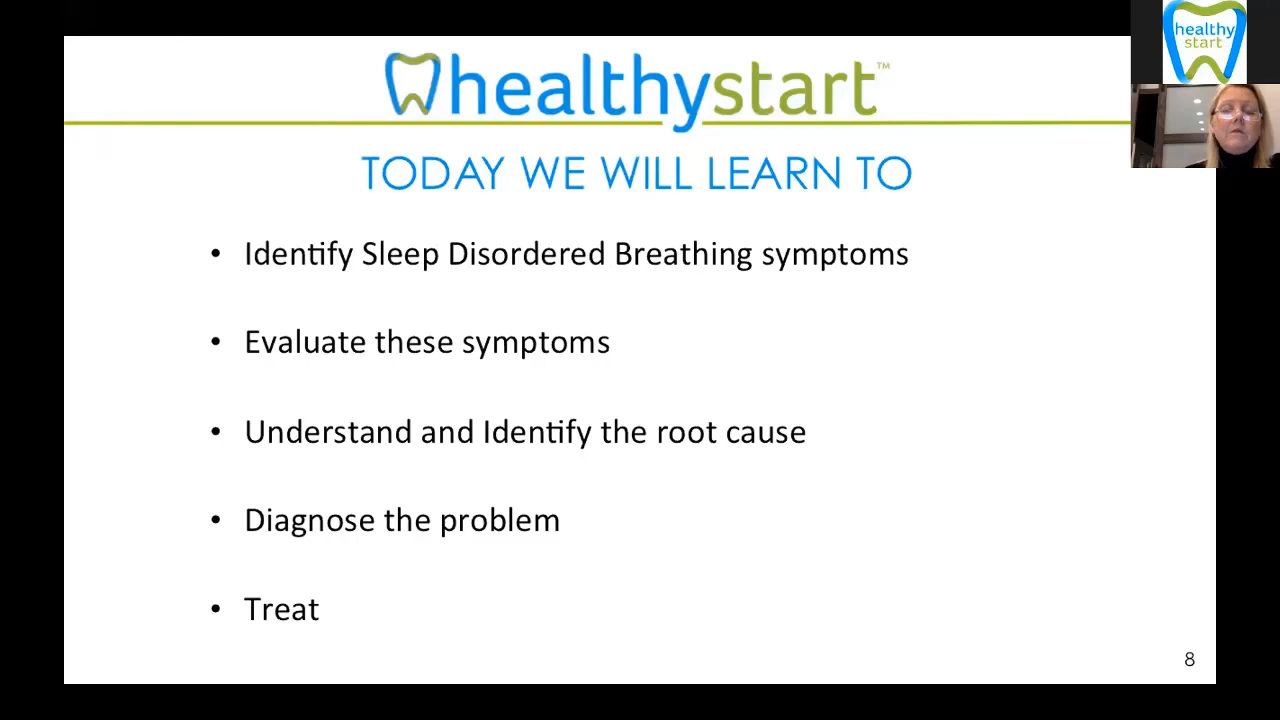 healthystart™
healthy
start
TODAY WE WILL LEARN TO
• Identify Sleep Disordered Breathing symptoms
• Evaluate these symptoms
• Understand and Identify the root cause
• Diagnose the problem
• Treat
8